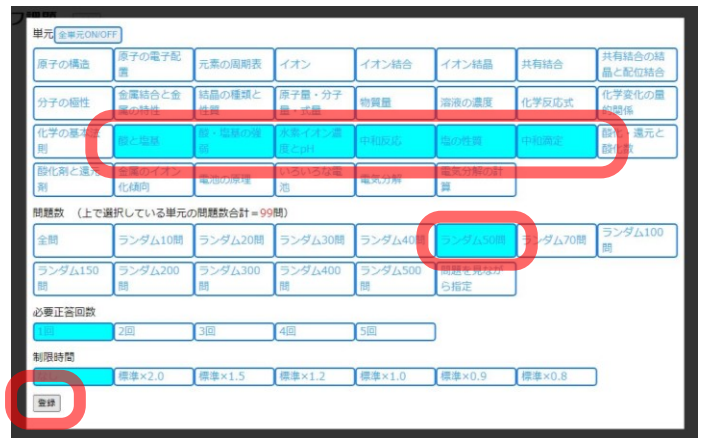 単元 全単元ON/OFF
原子の構造 原子の電子配置 元素の周期表 イオン イオン結合 イオン結晶 共有結合 共有結合の結晶と配位結合
分子の極性 金属結合と金属の特性 結晶の種類と性質 原子量・分子量・式量 物質量 溶液の濃度 化学反応式 化学変化の量的関係
化学の基本法則 酸と塩基 酸・塩基の強弱 水素イオン濃度とpH 中和反応 塩の性質 中和滴定 酸化・還元と酸化数
酸化剤と還元剤 金属のイオン化傾向 電池の原理 いろいろな電池 電気分解 電気分解の計算
問題数 （上で選択している単元の問題数合計＝99問）
全問 ランダム10問 ランダム20問 ランダム30問 ランダム40問 ランダム50問 ランダム70問 ランダム100問
ランダム150問 ランダム200問 ランダム300問 ランダム400問 ランダム500問 問題を見ながら指定
必要正答回数
1回 2回 3回 4回 5回
制限時間
標準×2.0 標準×1.5 標準×1.2 標準×1.0 標準×0.9 標準×0.8
登録